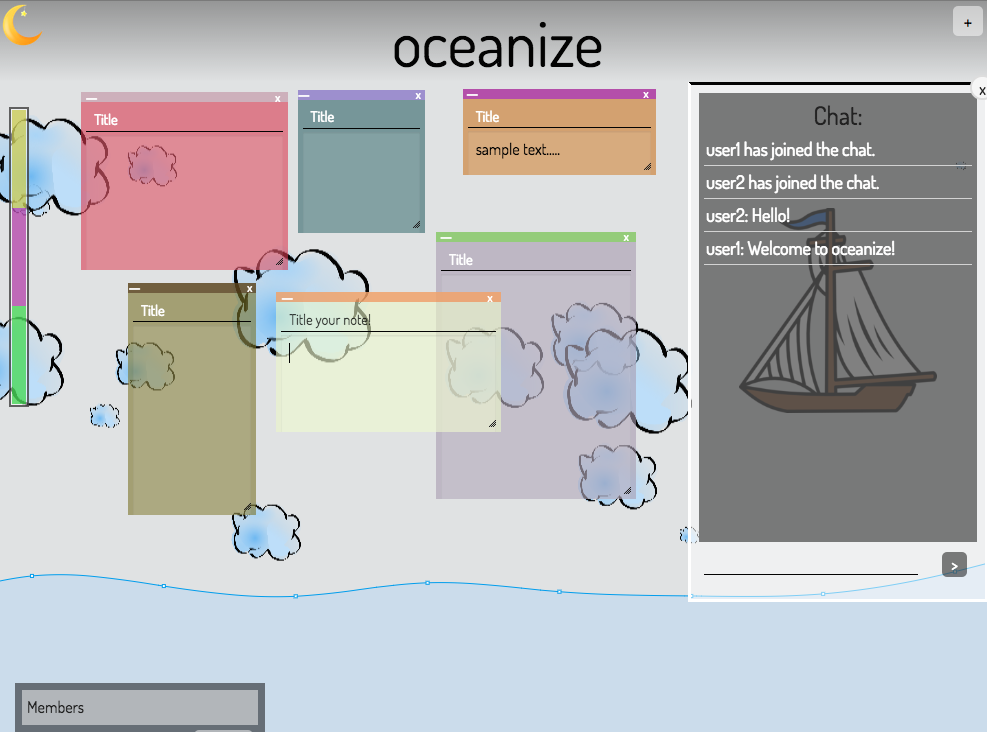 oceanize
+
x
x
x
Title
Title
Title
sample text.....
x
Chat:
user1 has joined the chat.
user2 has joined the chat.
user2: Hello!
user1: Welcome to oceanize!
x
Title
x
Title
x
Title your note!
>
Members